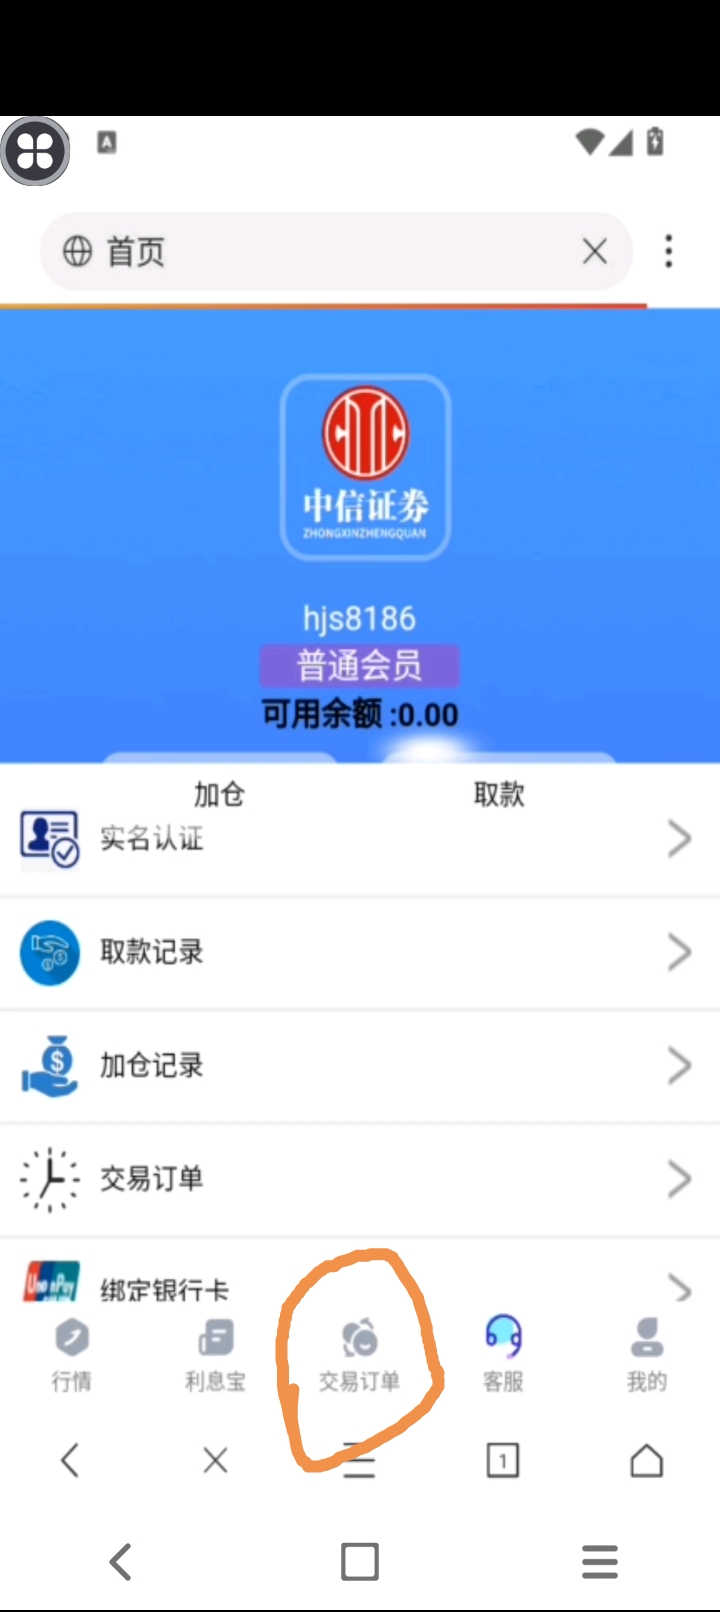 A
首页
中信证券
ZHONGXINZHENGQUAN
hjs8186
普通会员
可用余额 :0.00
加仓
取款
实名认证
取款记录
加仓记录
$
交易订单
绑定银行卡
行情
利息宝
交易订单
客服
我的
1